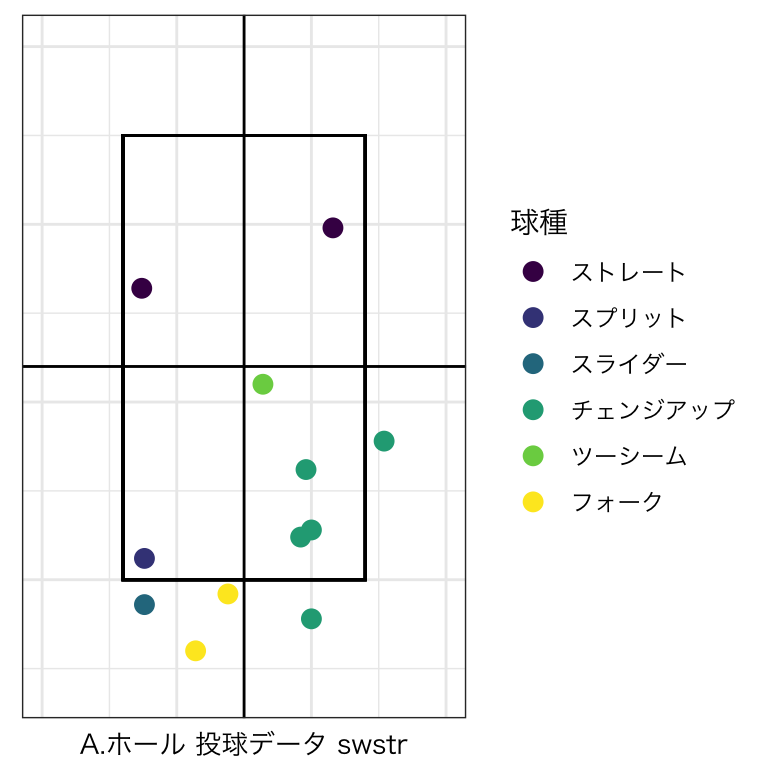 球種
ストレート
スプリット
スライダー
チェンジアップ
ツーシーム
フォーク
A.ホール 投球データ swstr